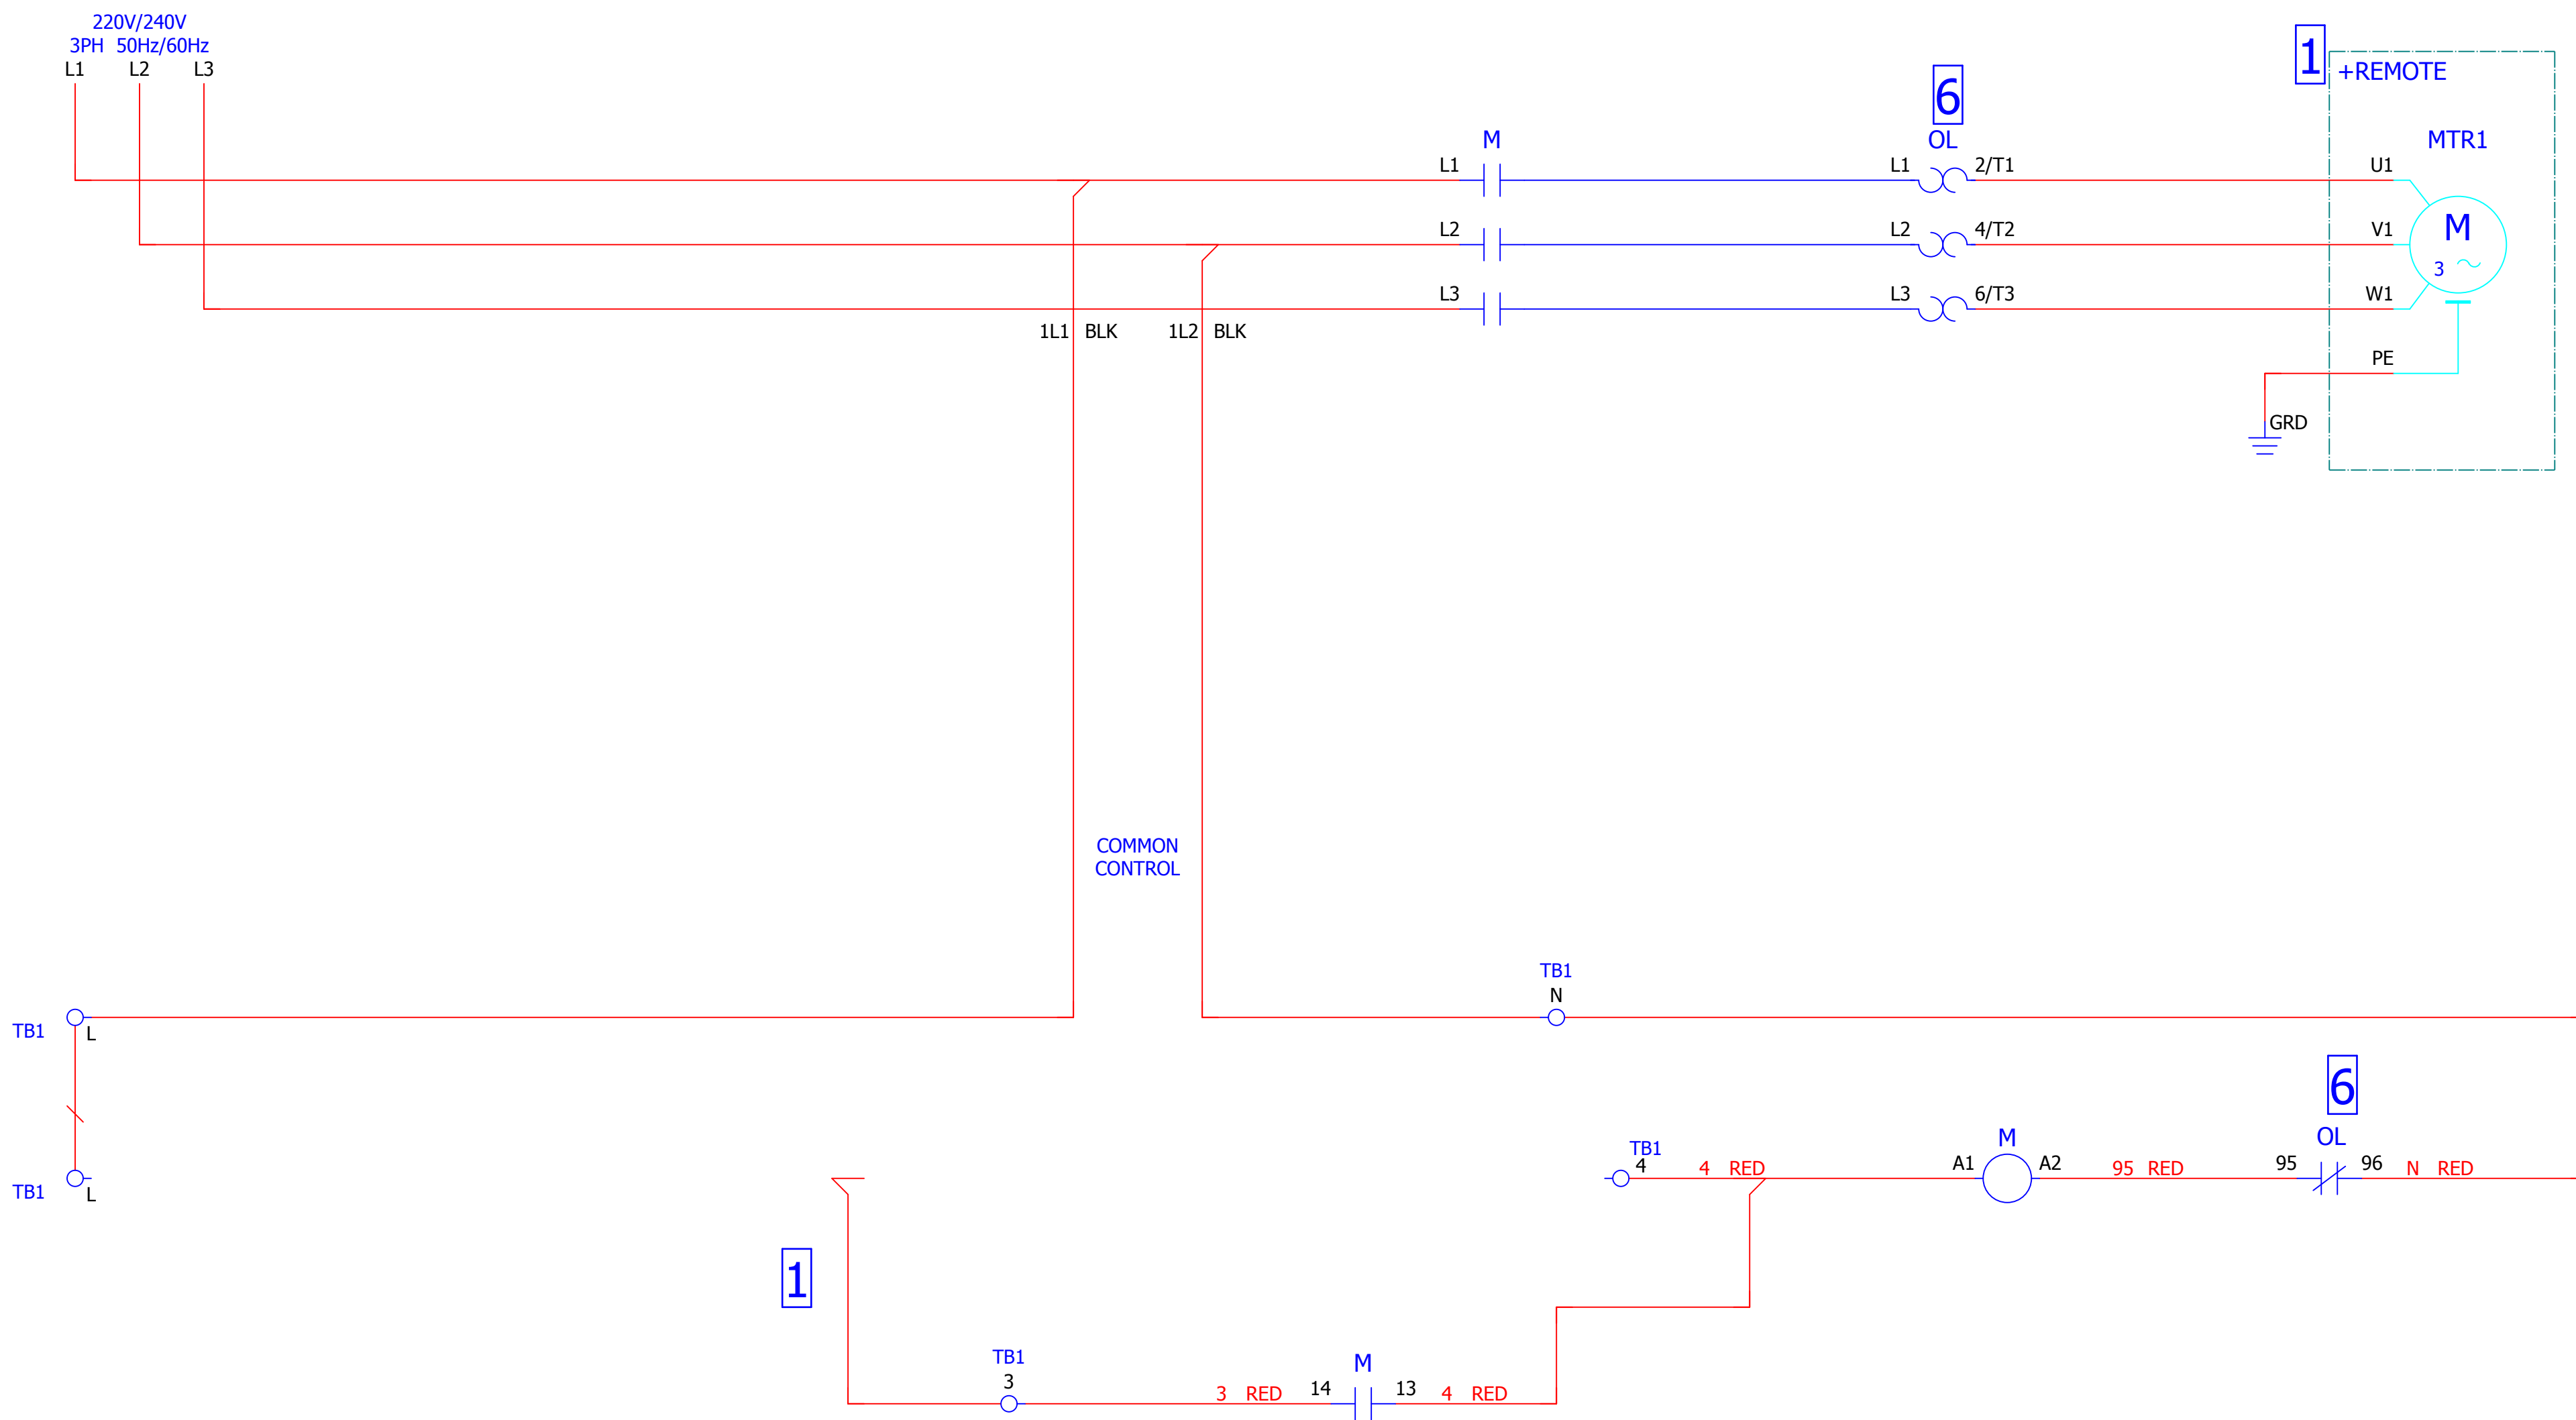 220V/240V
3PH 50Hz/60Hz
L1 L2 L3
1
+REMOTE
6
M
OL
MTR1
L1
L1
2/T1
U1
L2
L2
4/T2
V1
M
3
L3
L3
6/T3
W1
1L1 BLK
1L2 BLK
PE
GRD
COMMON
CONTROL
TB1
N
TB1
L
6
TB1
4
4 RED
M
A1
A2
95 RED
OL
95
96
N RED
TB1
L
1
TB1
3
3 RED
M
14
13
4 RED